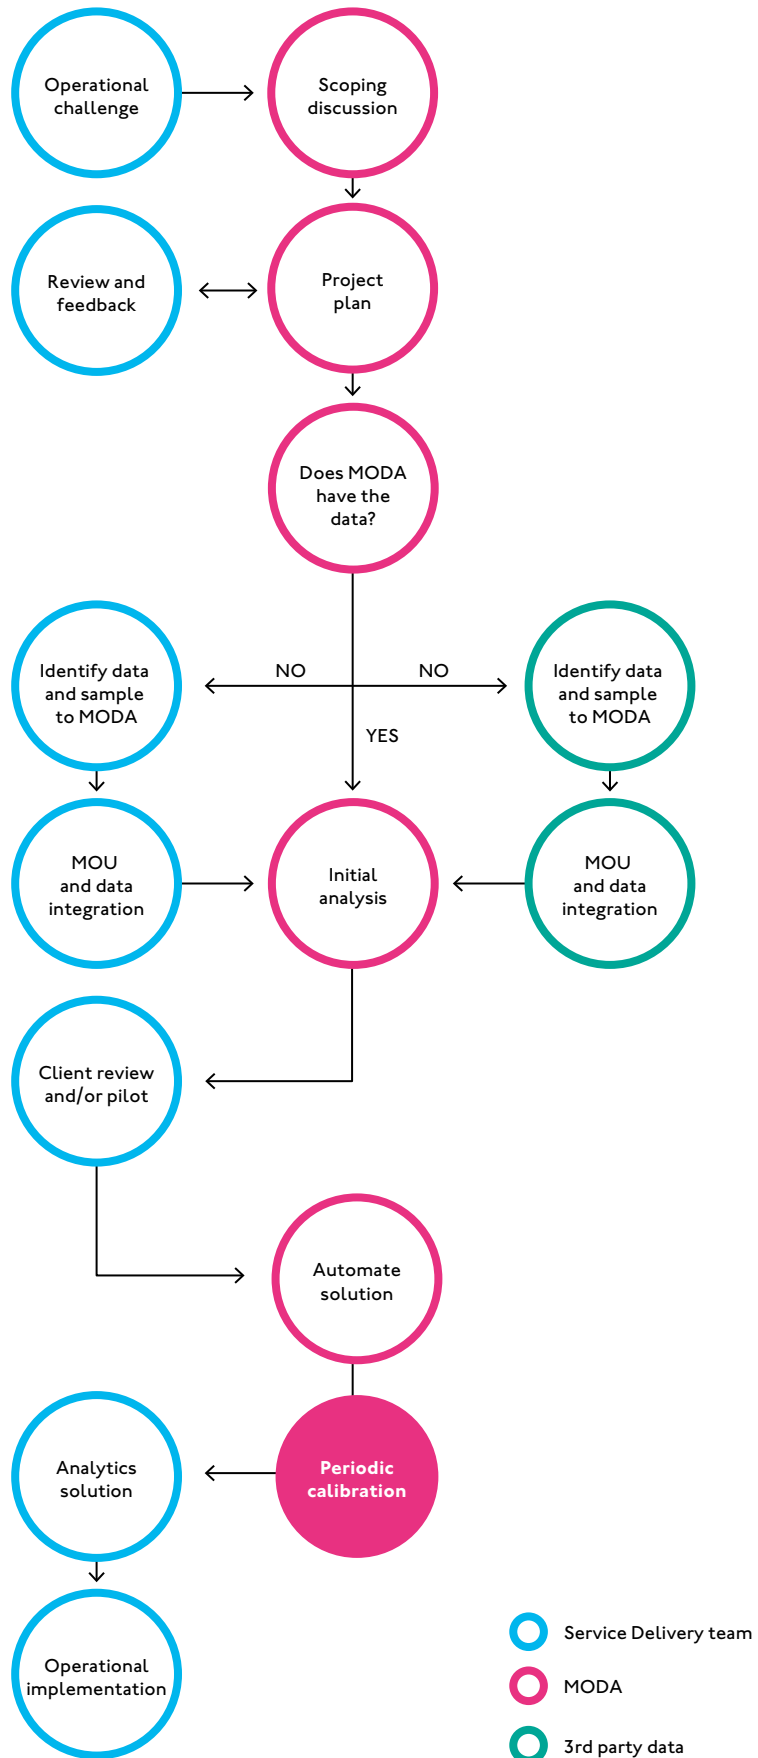 Operational
challenge
Scoping
discussion
Review and
feedback
Project
plan
Does MODA
have the
data?
NO
NO
YES
Identify data
and sample
to MODA
Identify data
and sample
to MODA
MOU
and data
integration
Initial
analysis
MOU
and data
integration
Client review
and/or pilot
Automate
solution
Analytics
solution
Periodic
calibration
Operational
implementation
Service Delivery team
MODA
3rd party data